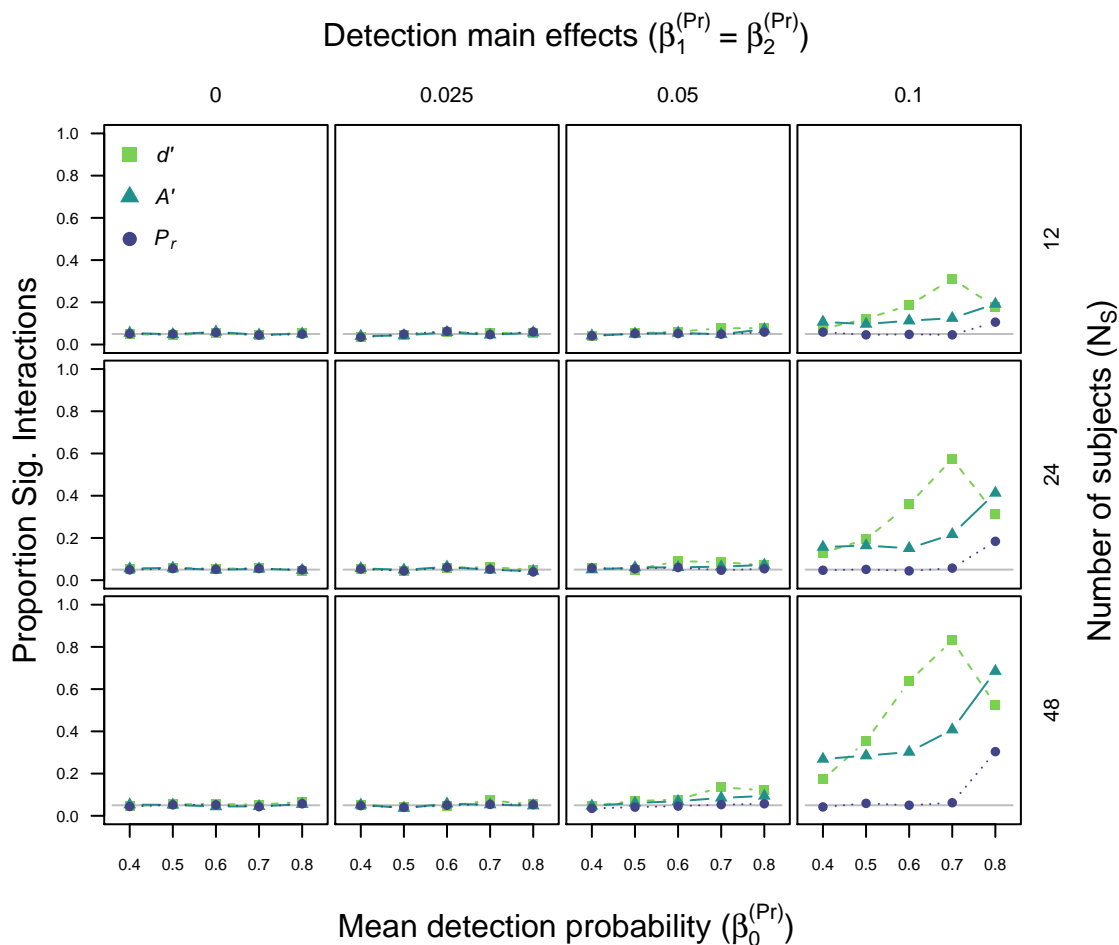 Detection main effects (β₁⁽ᴾʳ⁾ = β₂⁽ᴾʳ⁾)
0 0.025 0.05 0.1
Proportion Sig. Interactions
1.0
0.8
0.6
0.4
0.2
0.0
d′
A′
Pᵣ
12
1.0
0.8
0.6
0.4
0.2
0.0
24
1.0
0.8
0.6
0.4
0.2
0.0
48
Number of subjects (Nₛ)
0.4 0.5 0.6 0.7 0.8 0.4 0.5 0.6 0.7 0.8 0.4 0.5 0.6 0.7 0.8 0.4 0.5 0.6 0.7 0.8
Mean detection probability (β₀⁽ᴾʳ⁾)